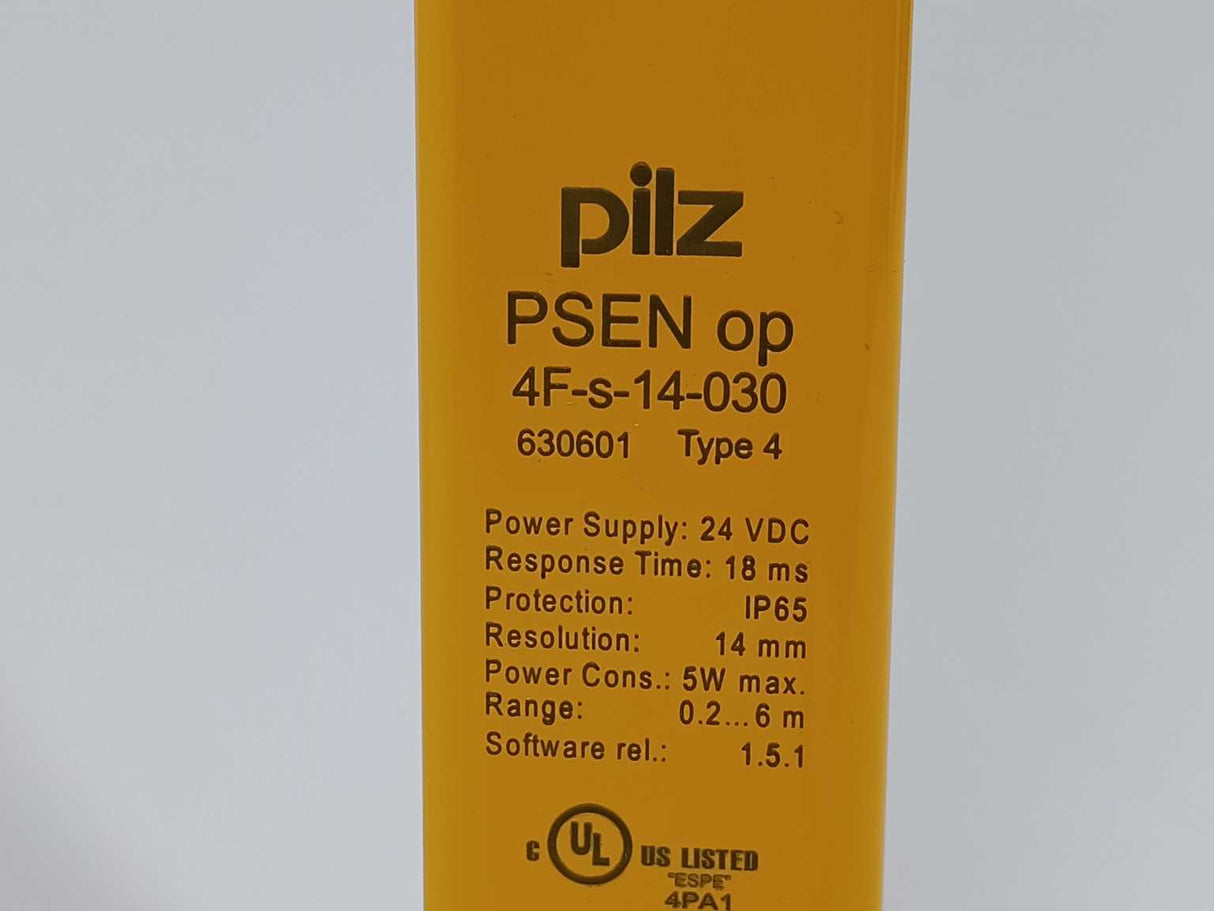 pilz
PSEN op
4F-s-14-030
630601 Type 4
Power Supply: 24 VDC
Response Time: 18 ms
Protection: IP65
Resolution: 14 mm
Power Cons.: 5W max.
Range: 0.2...6 m
Software rel.: 1.5.1
C UL US LISTED
"ESPE"
4PA1